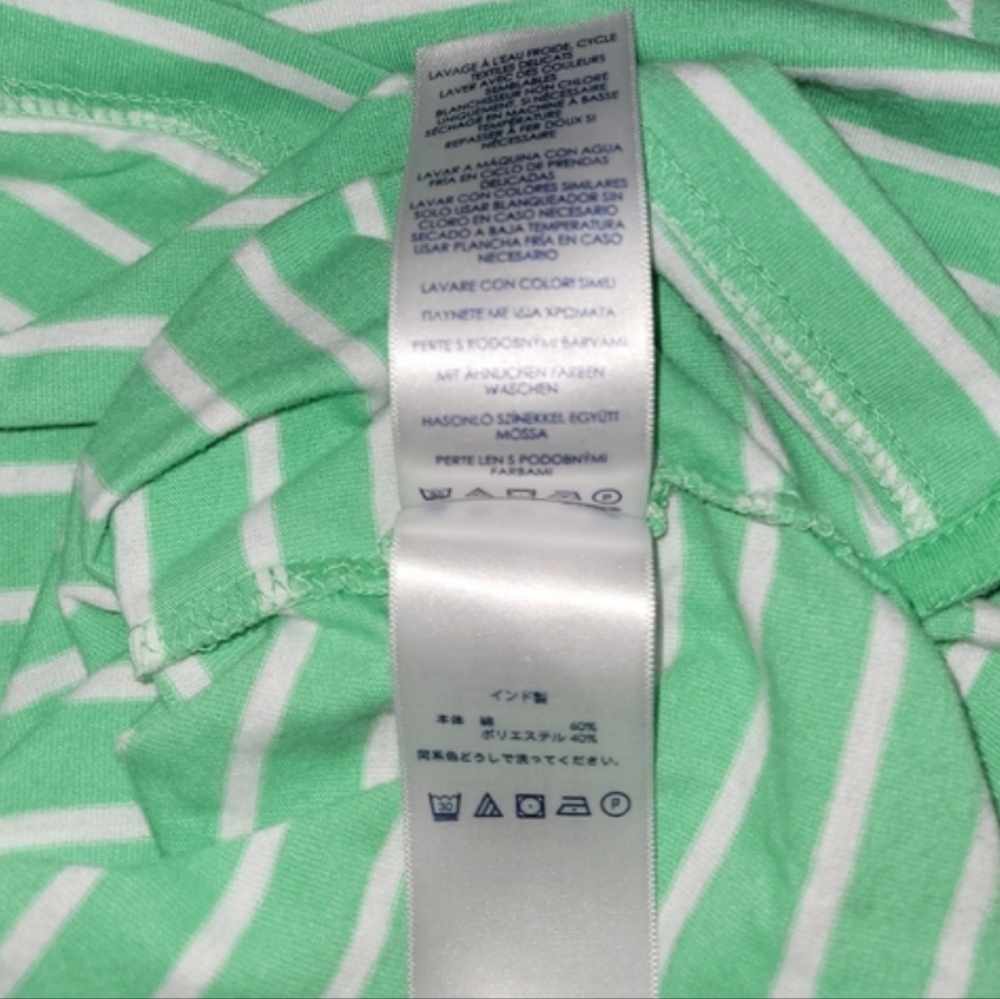 LAVAGE À L'EAU FROIDE, CYCLE
TEXTILES DELICATS
LAVER AVEC DES COULEURS
SEMBLABLES
BLANCHISSEUR NON CHLORÉ
UNIQUEMENT, SI NÉCESSAIRE
SÉCHAGE EN MACHINE À BASSE
TEMPÉRATURE
REPASSER À FER DOUX SI
NÉCESSAIRE
LAVAR A MÁQUINA CON AGUA
FRÍA EN CICLO DE PRENDAS
DELICADAS
LAVAR CON COLORES SIMILARES
SOLO USAR BLANQUEADOR SIN
CLORO EN CASO NECESARIO
SECADO A BAJA TEMPERATURA
USAR PLANCHA FRÍA EN CASO
NECESARIO
LAVARE CON COLORI SIMILI
ΠΛΥΝΕΤΕ ΜΕ ΧΡΩΜΑΤΑ
PERTE S PODOBNÝMI BARVAMI
MIT ÄHNLICHEN FARBEN
WASCHEN
HASONLÓ SZÍNEKKEL EGYÜTT
MOSSA
PERTE LEN S PODOBNÝMI
FARBAMI
P
インド製
本体 綿 60%
ポリエステル 40%
同系色どうしで洗ってください。
30 P